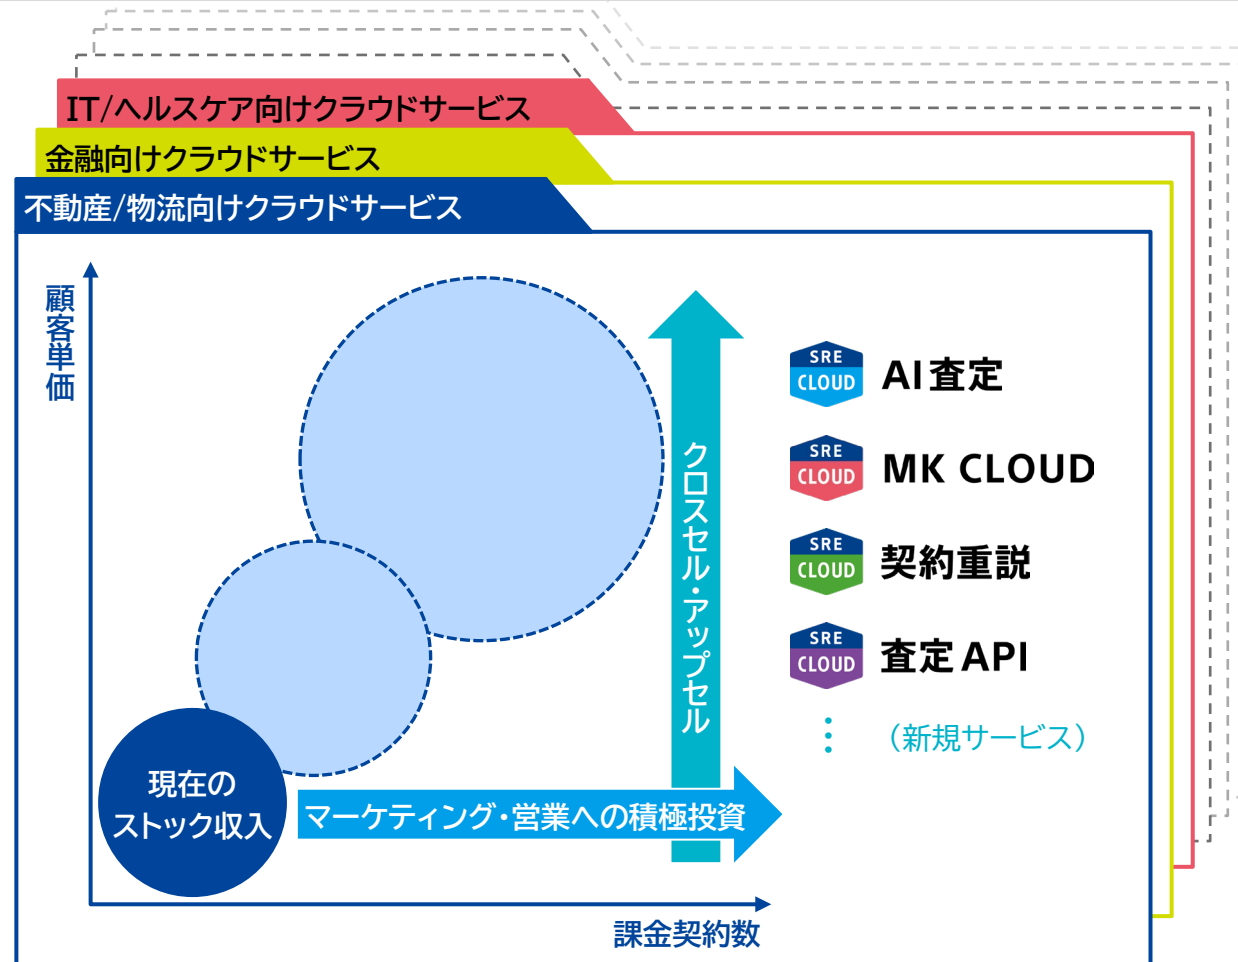 IT/ヘルスケア向けクラウドサービス
金融向けクラウドサービス
不動産/物流向けクラウドサービス
顧客単価
クロスセル・アップセル
SRE
CLOUD
AI査定
SRE
CLOUD
MK CLOUD
SRE
CLOUD
契約重説
SRE
CLOUD
査定API
︙
（新規サービス）
現在の
ストック収入
マーケティング・営業への積極投資
課金契約数